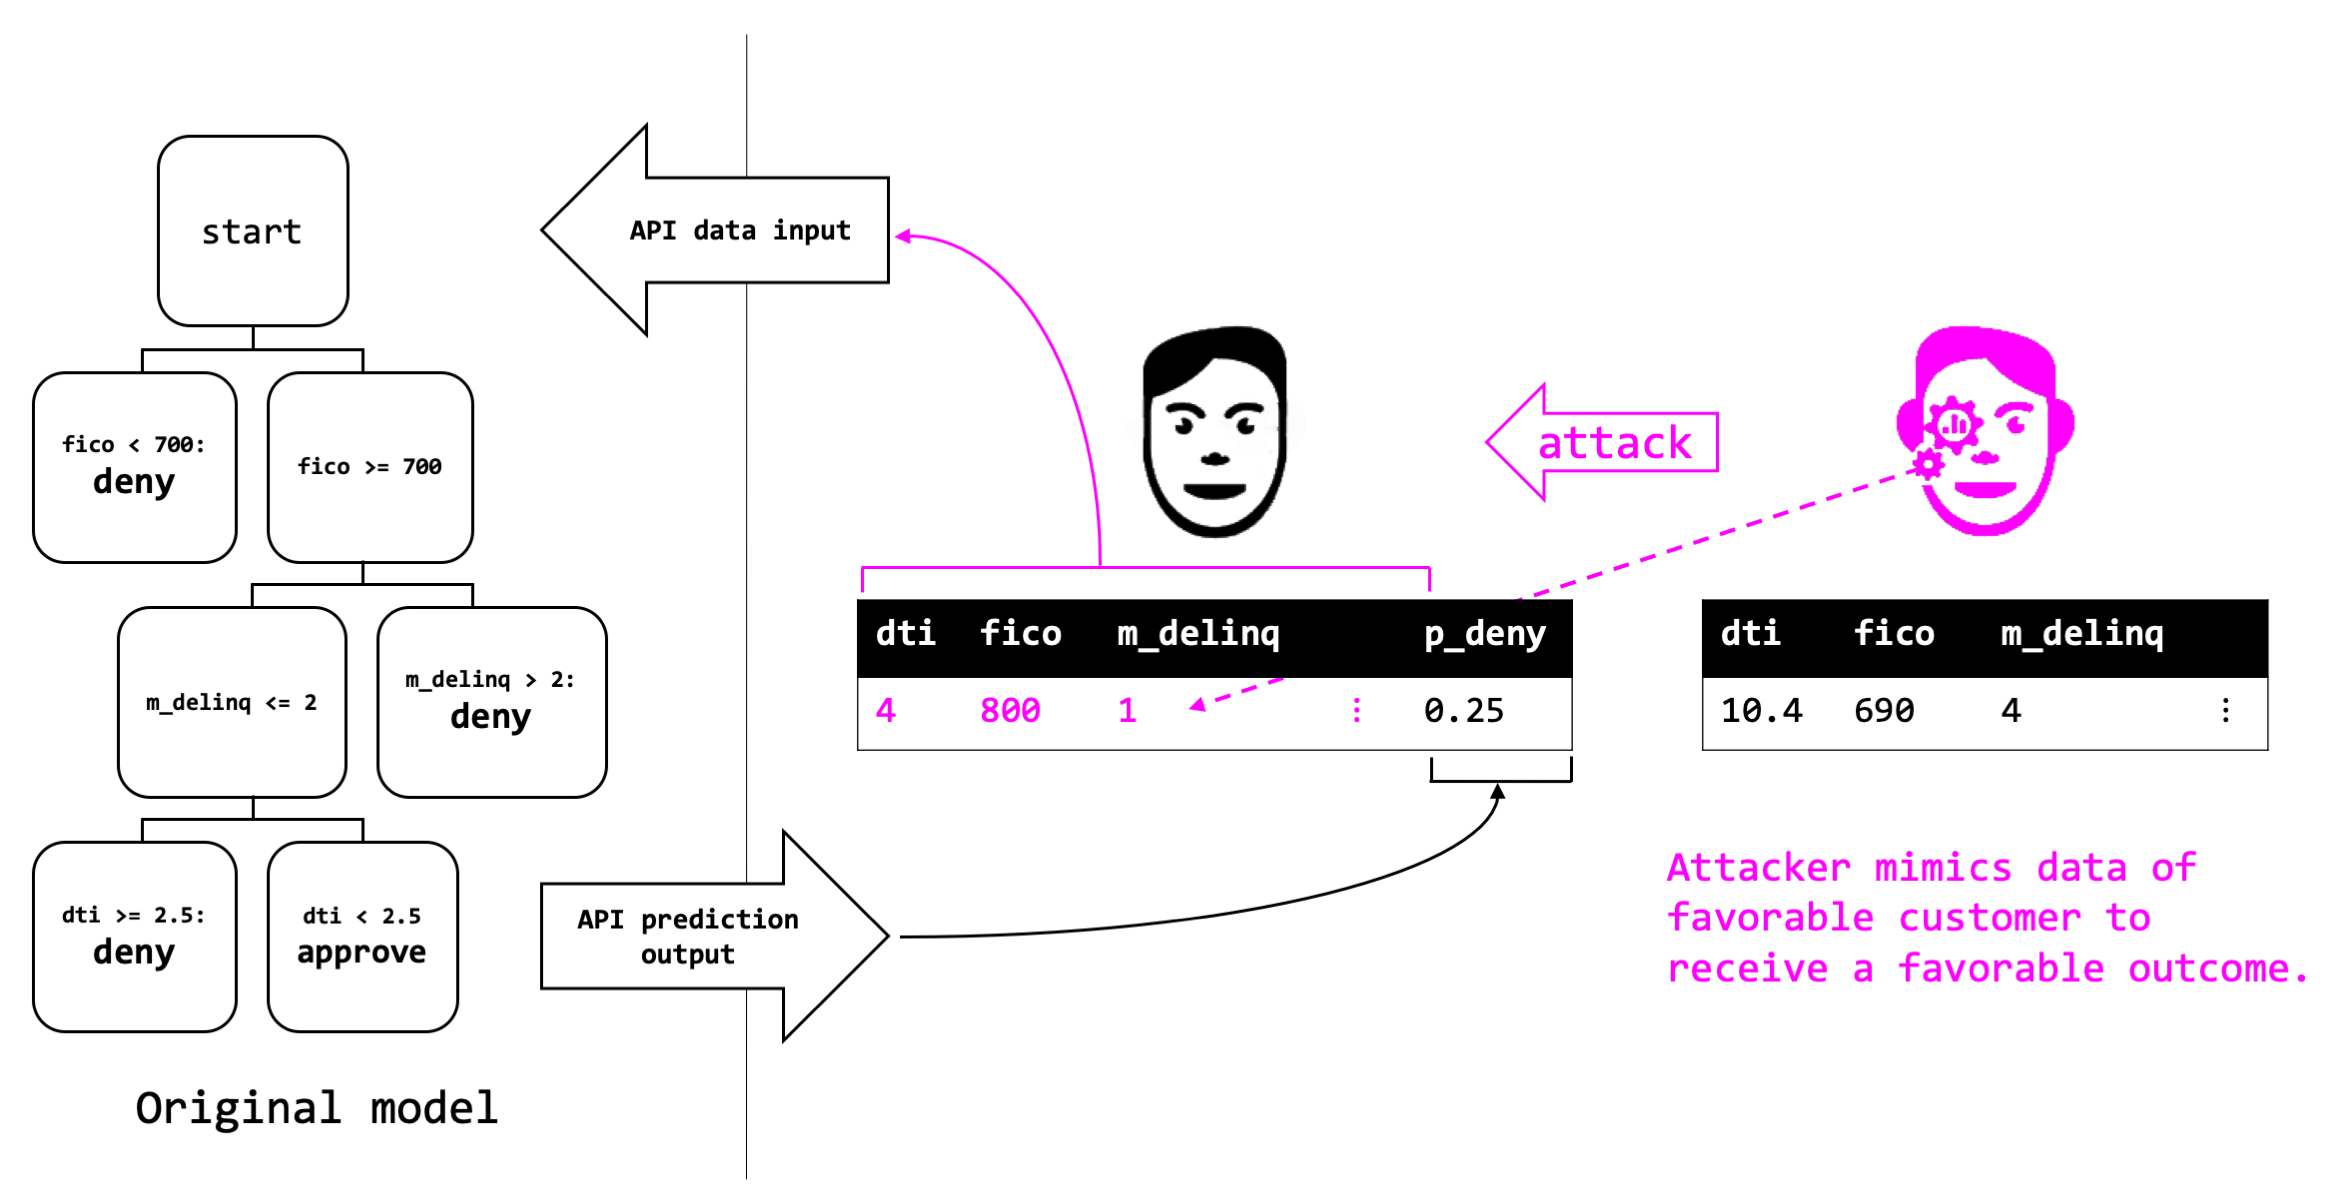 start
API data input
fico < 700:
deny
fico >= 700
attack
m_delinq <= 2
m_delinq > 2:
deny
dti fico m_delinq p_deny
4 800 1 ⋮ 0.25
dti fico m_delinq
10.4 690 4 ⋮
dti >= 2.5:
deny
dti < 2.5
approve
API prediction
output
Attacker mimics data of
favorable customer to
receive a favorable outcome.
Original model